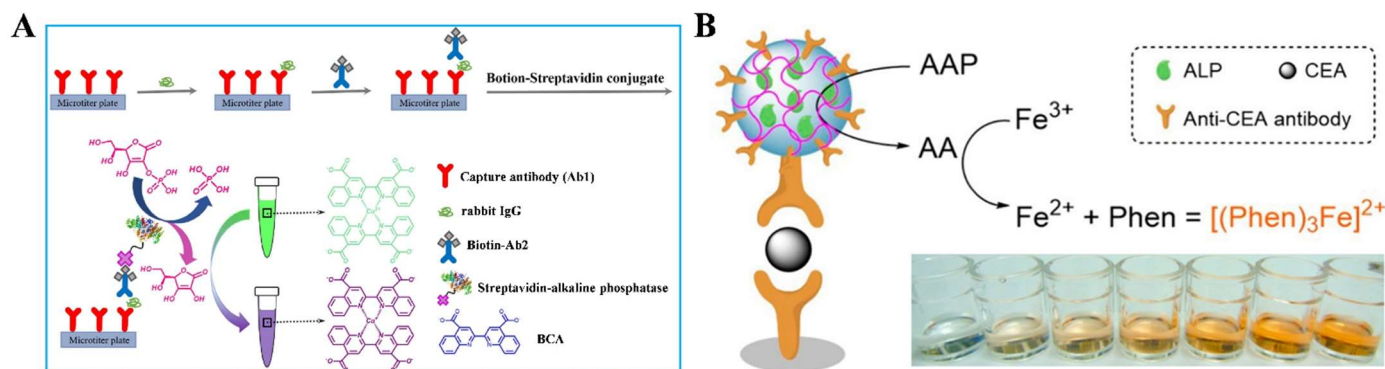 A
Microtiter plate
Microtiter plate
Microtiter plate
Botion-Streptavidin conjugate
Capture antibody (Ab1)
rabbit IgG
Biotin-Ab2
Streptavidin-alkaline phosphatase
BCA
Microtiter plate
B
AAP
AA
Fe³⁺
Fe²⁺ + Phen = [(Phen)₃Fe]²⁺
ALP
CEA
Anti-CEA antibody